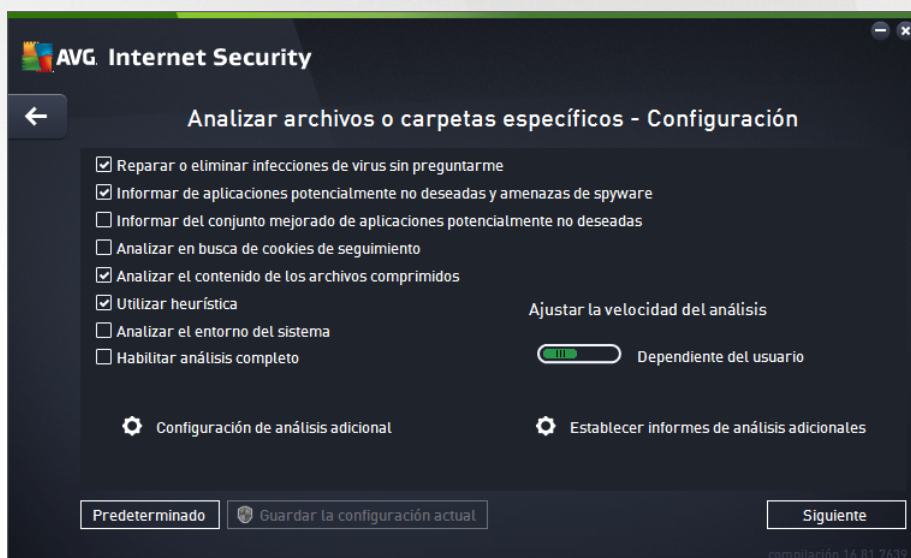 AVG Internet Security
Analizar archivos o carpetas específicos - Configuración
Reparar o eliminar infecciones de virus sin preguntarme
Informar de aplicaciones potencialmente no deseadas y amenazas de spyware
Informar del conjunto mejorado de aplicaciones potencialmente no deseadas
Analizar en busca de cookies de seguimiento
Analizar el contenido de los archivos comprimidos
Utilizar heurística
Ajustar la velocidad del análisis
Analizar el entorno del sistema
Habilitar análisis completo
Dependiente del usuario
Configuración de análisis adicional
Establecer informes de análisis adicionales
Predeterminado
Guardar la configuración actual
Siguiente
compilación 16.81.7639